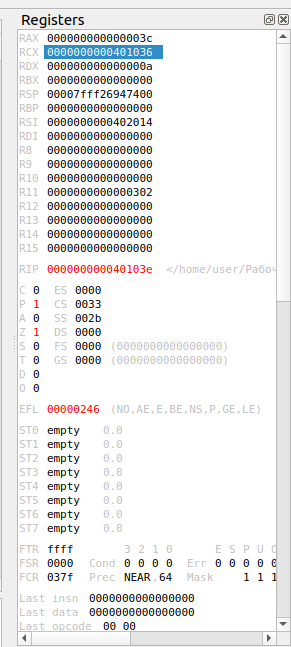 Registers
RAX 000000000000003c
RCX 0000000000401036
RDX 000000000000000a
RBX 0000000000000000
RSP 00007fff26947400
RBP 0000000000000000
RSI 0000000000402014
RDI 0000000000000000
R8 0000000000000000
R9 0000000000000000
R10 0000000000000000
R11 0000000000000302
R12 0000000000000000
R13 0000000000000000
R14 0000000000000000
R15 0000000000000000
RIP 000000000040103e </home/user/Рабоч
C 0 ES 0000
P 1 CS 0033
A 0 SS 002b
Z 1 DS 0000
S 0 FS 0000 (0000000000000000)
T 0 GS 0000 (0000000000000000)
D 0
O 0
EFL 00000246 (NO,AE,E,BE,NS,P,GE,LE)
ST0 empty 0.0
ST1 empty 0.0
ST2 empty 0.0
ST3 empty 0.0
ST4 empty 0.0
ST5 empty 0.0
ST6 empty 0.0
ST7 empty 0.0
FTR ffff 3 2 1 0 E S P U O
FSR 0000 Cond 0 0 0 0 Err 0 0 0 0 0
FCR 037f Prec NEAR,64 Mask 1 1 1
Last insn 0000000000000000
Last data 0000000000000000
Last opcode 00 00